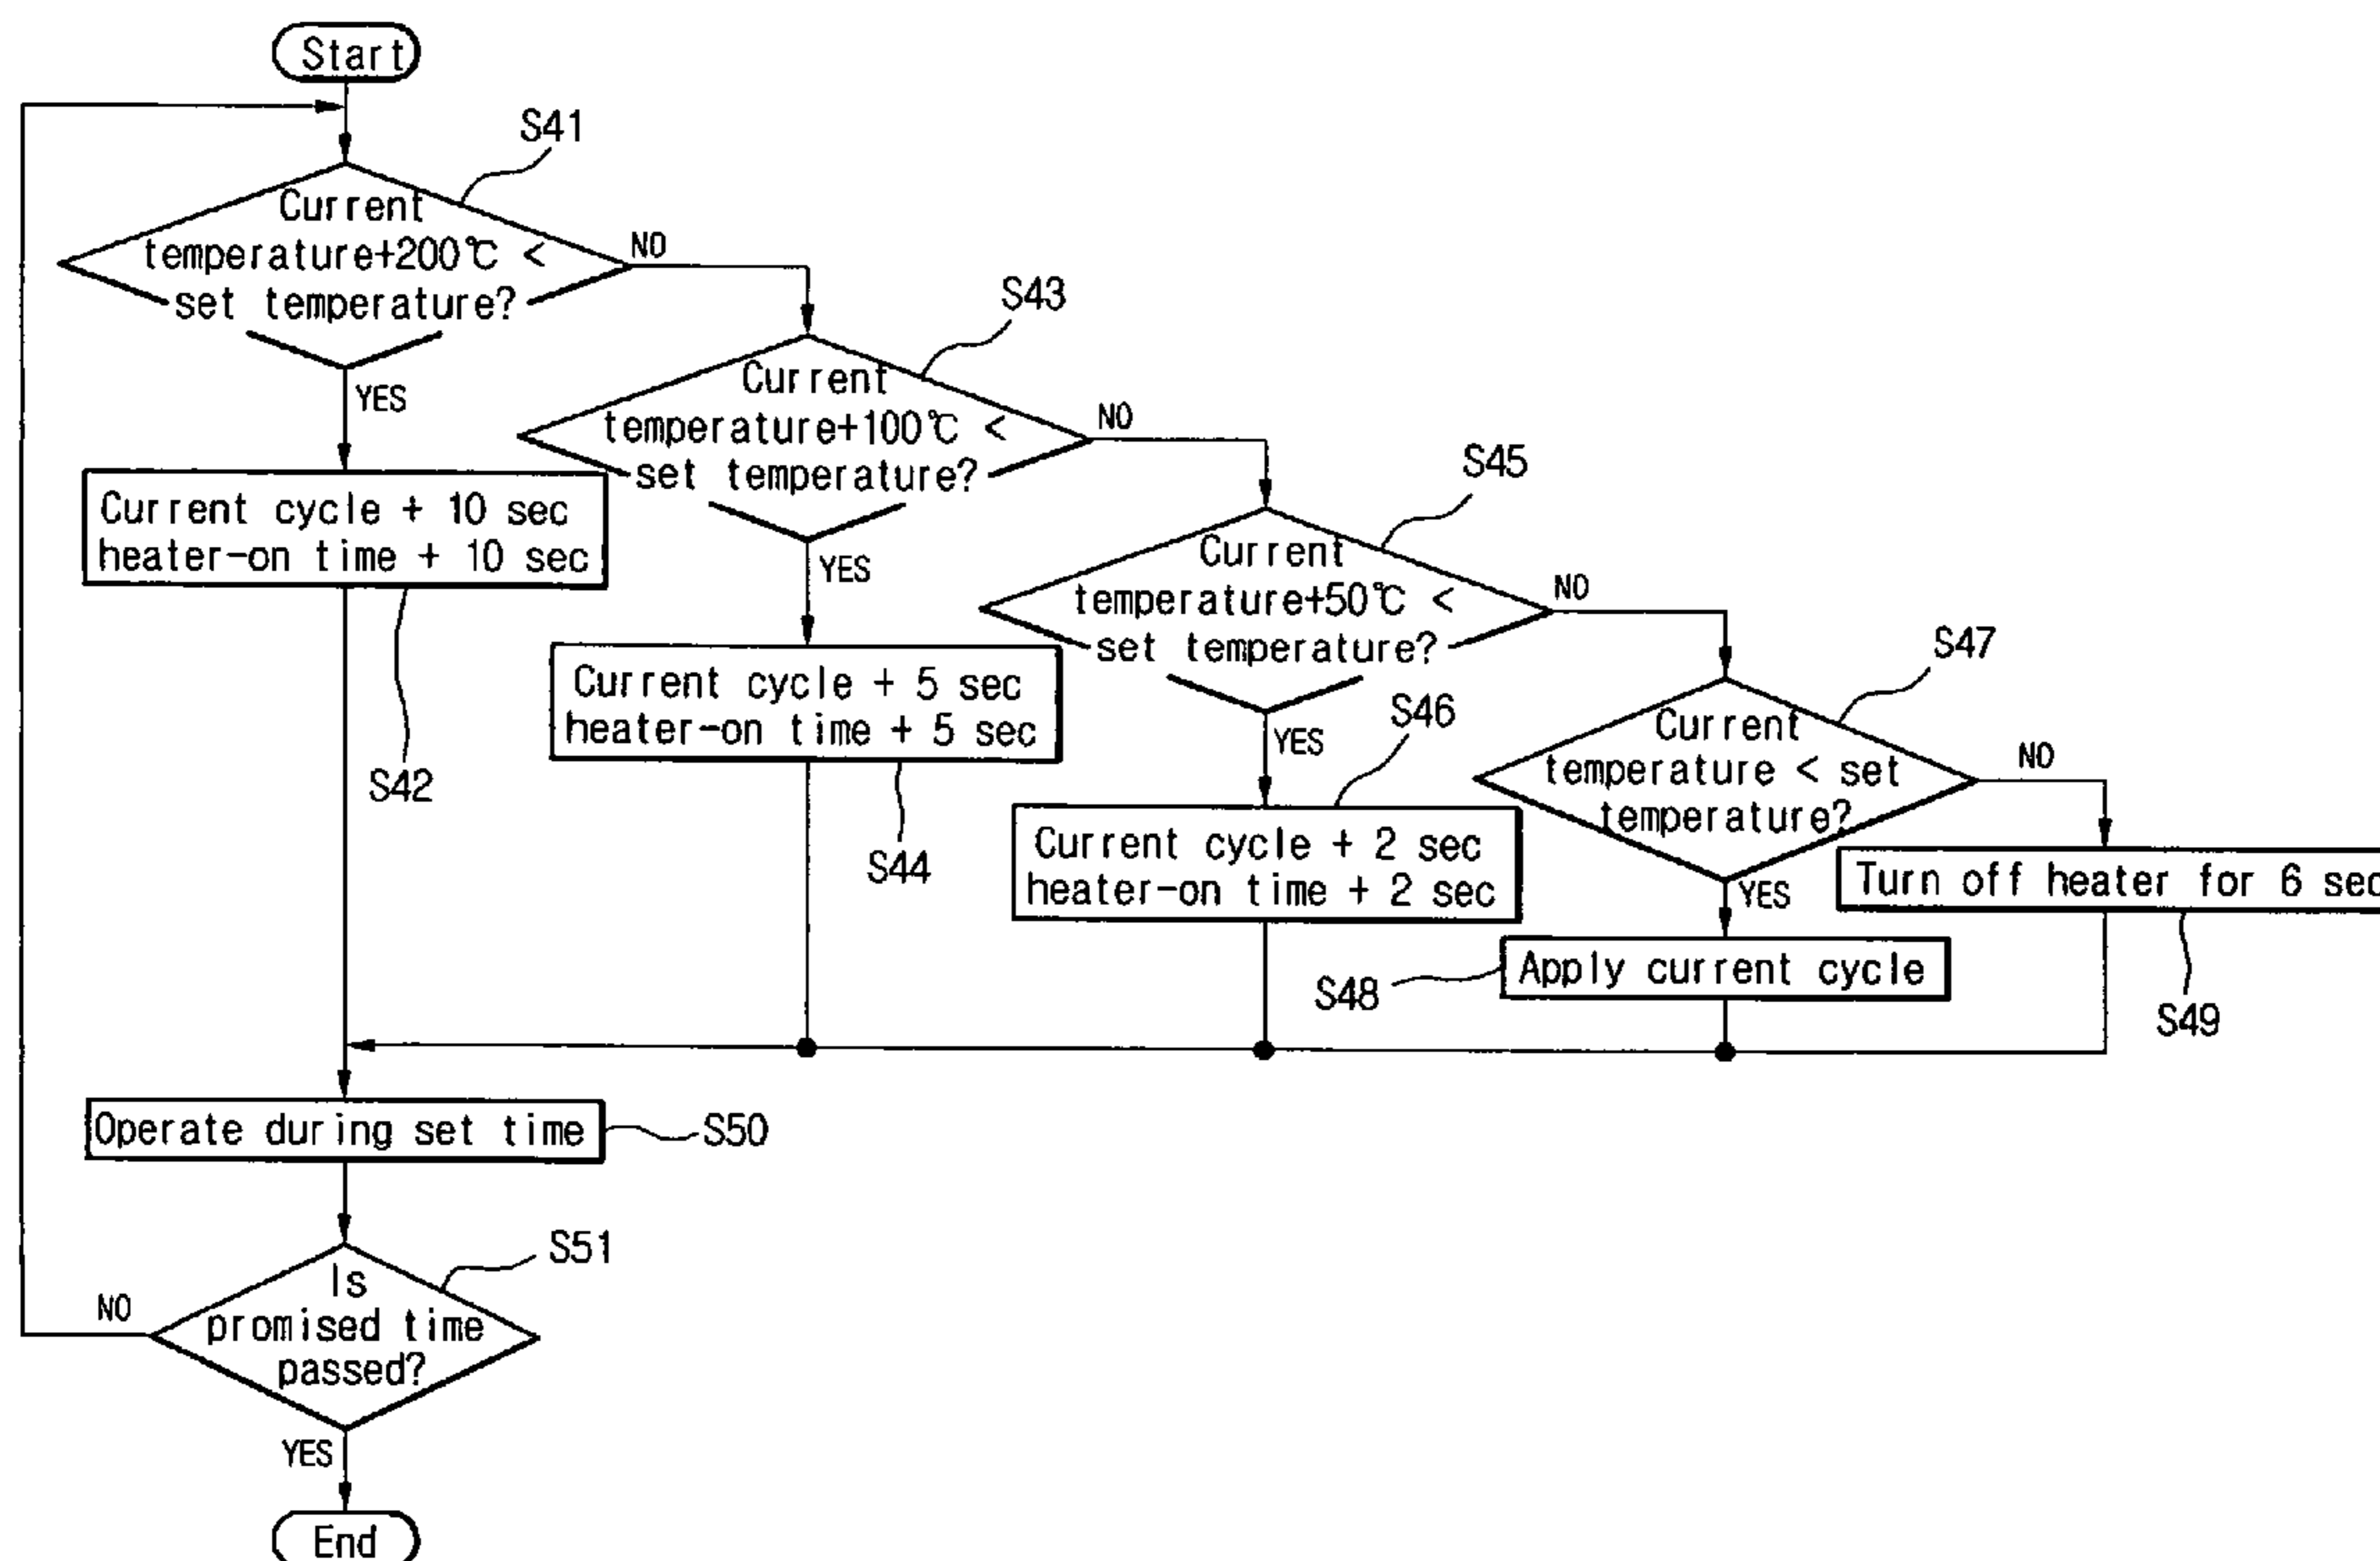 Start
S41
Current
temperature+200℃ <
set temperature?
NO
YES
S43
Current
temperature+100℃ <
set temperature?
NO
YES
S45
Current
temperature+50℃ <
set temperature?
NO
YES
S47
Current
temperature < set
temperature?
NO
YES
Current cycle + 10 sec
heater-on time + 10 sec
S42
Current cycle + 5 sec
heater-on time + 5 sec
S44
S46
Current cycle + 2 sec
heater-on time + 2 sec
Turn off heater for 6 sec
S49
Apply current cycle
S48
Operate during set time
S50
S51
Is
promised time
passed?
NO
YES
End